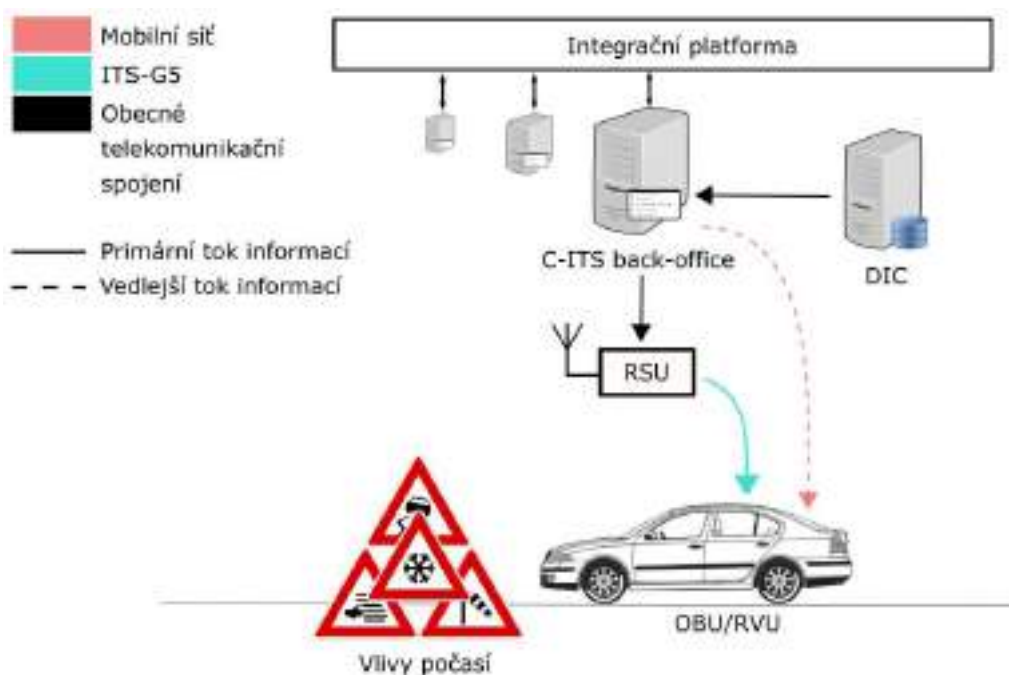 Mobilní síť
ITS-G5
Obecné
telekomunikační
spojení
Primární tok informací
Vedlejší tok informací
Integrační platforma
C-ITS back-office
DIC
RSU
OBU/RVU
Vlivy počasí